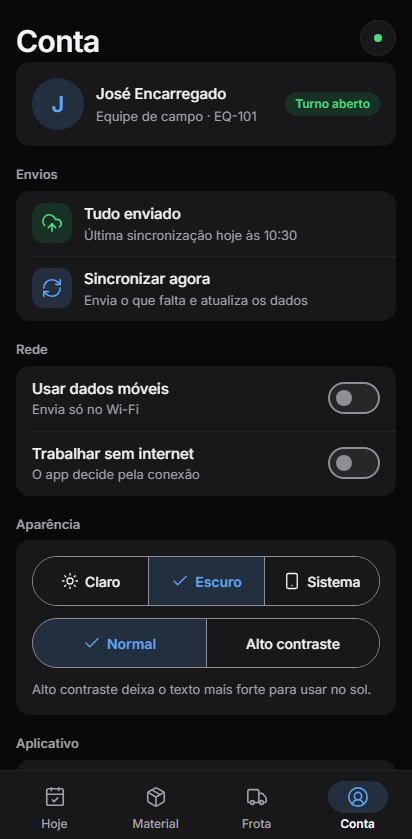 Conta
J
José Encarregado
Equipe de campo · EQ-101
Turno aberto
Envios
Tudo enviado
Última sincronização hoje às 10:30
Sincronizar agora
Envia o que falta e atualiza os dados
Rede
Usar dados móveis
Envia só no Wi-Fi
Trabalhar sem internet
O app decide pela conexão
Aparência
Claro
Escuro
Sistema
Normal
Alto contraste
Alto contraste deixa o texto mais forte para usar no sol.
Aplicativo
Hoje
Material
Frota
Conta